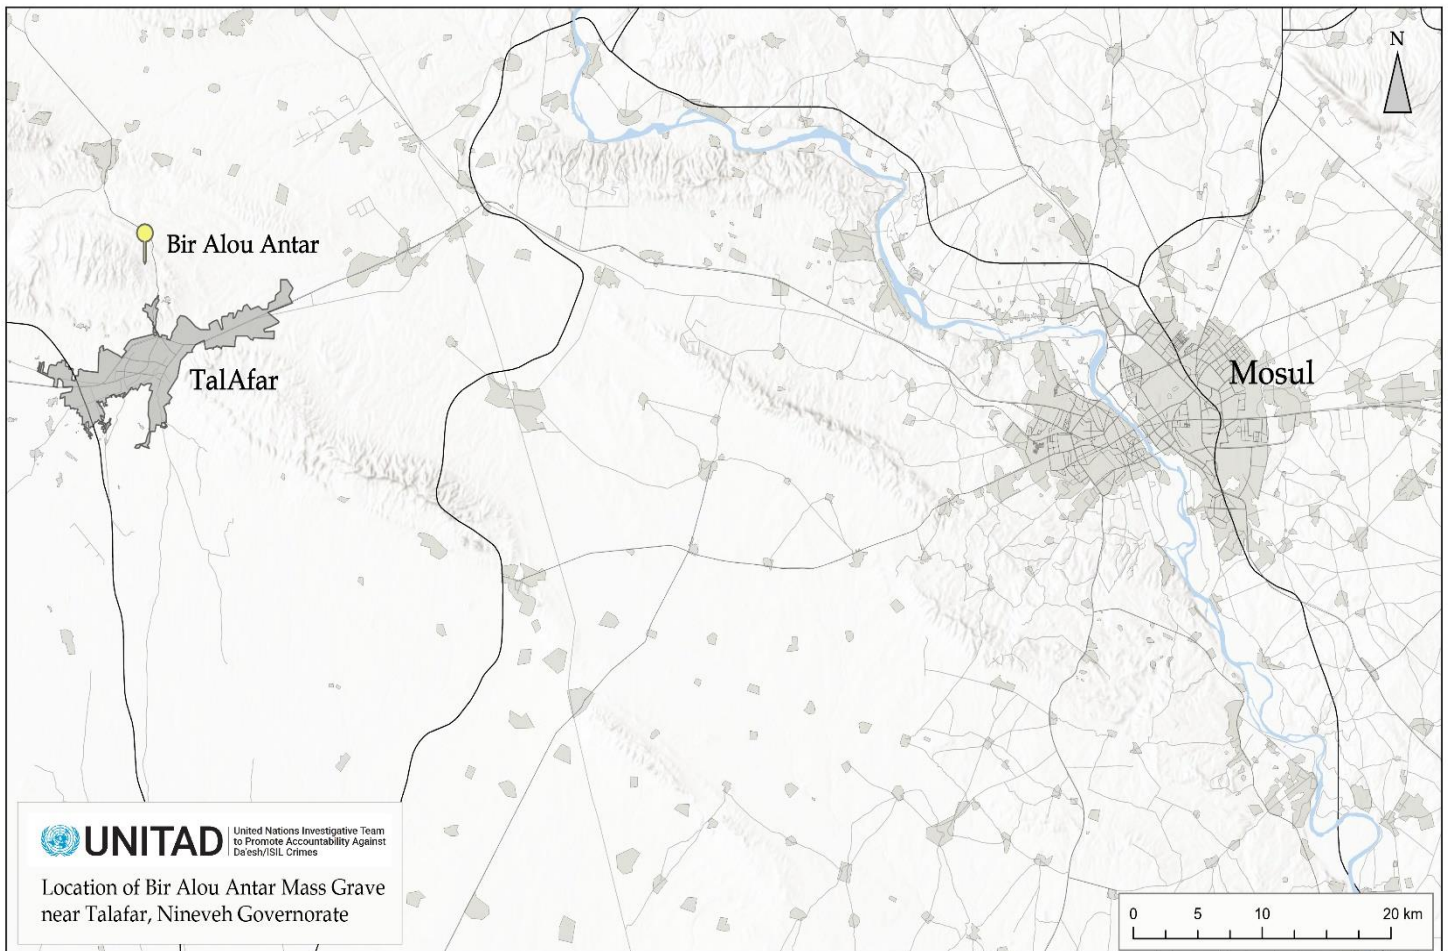 N
Bir Alou Antar
TalAfar
Mosul
UNITAD
United Nations Investigative Team
to Promote Accountability Against
Da'esh/ISIL Crimes
Location of Bir Alou Antar Mass Grave
near Talafar, Nineveh Governorate
0 5 10 20 km